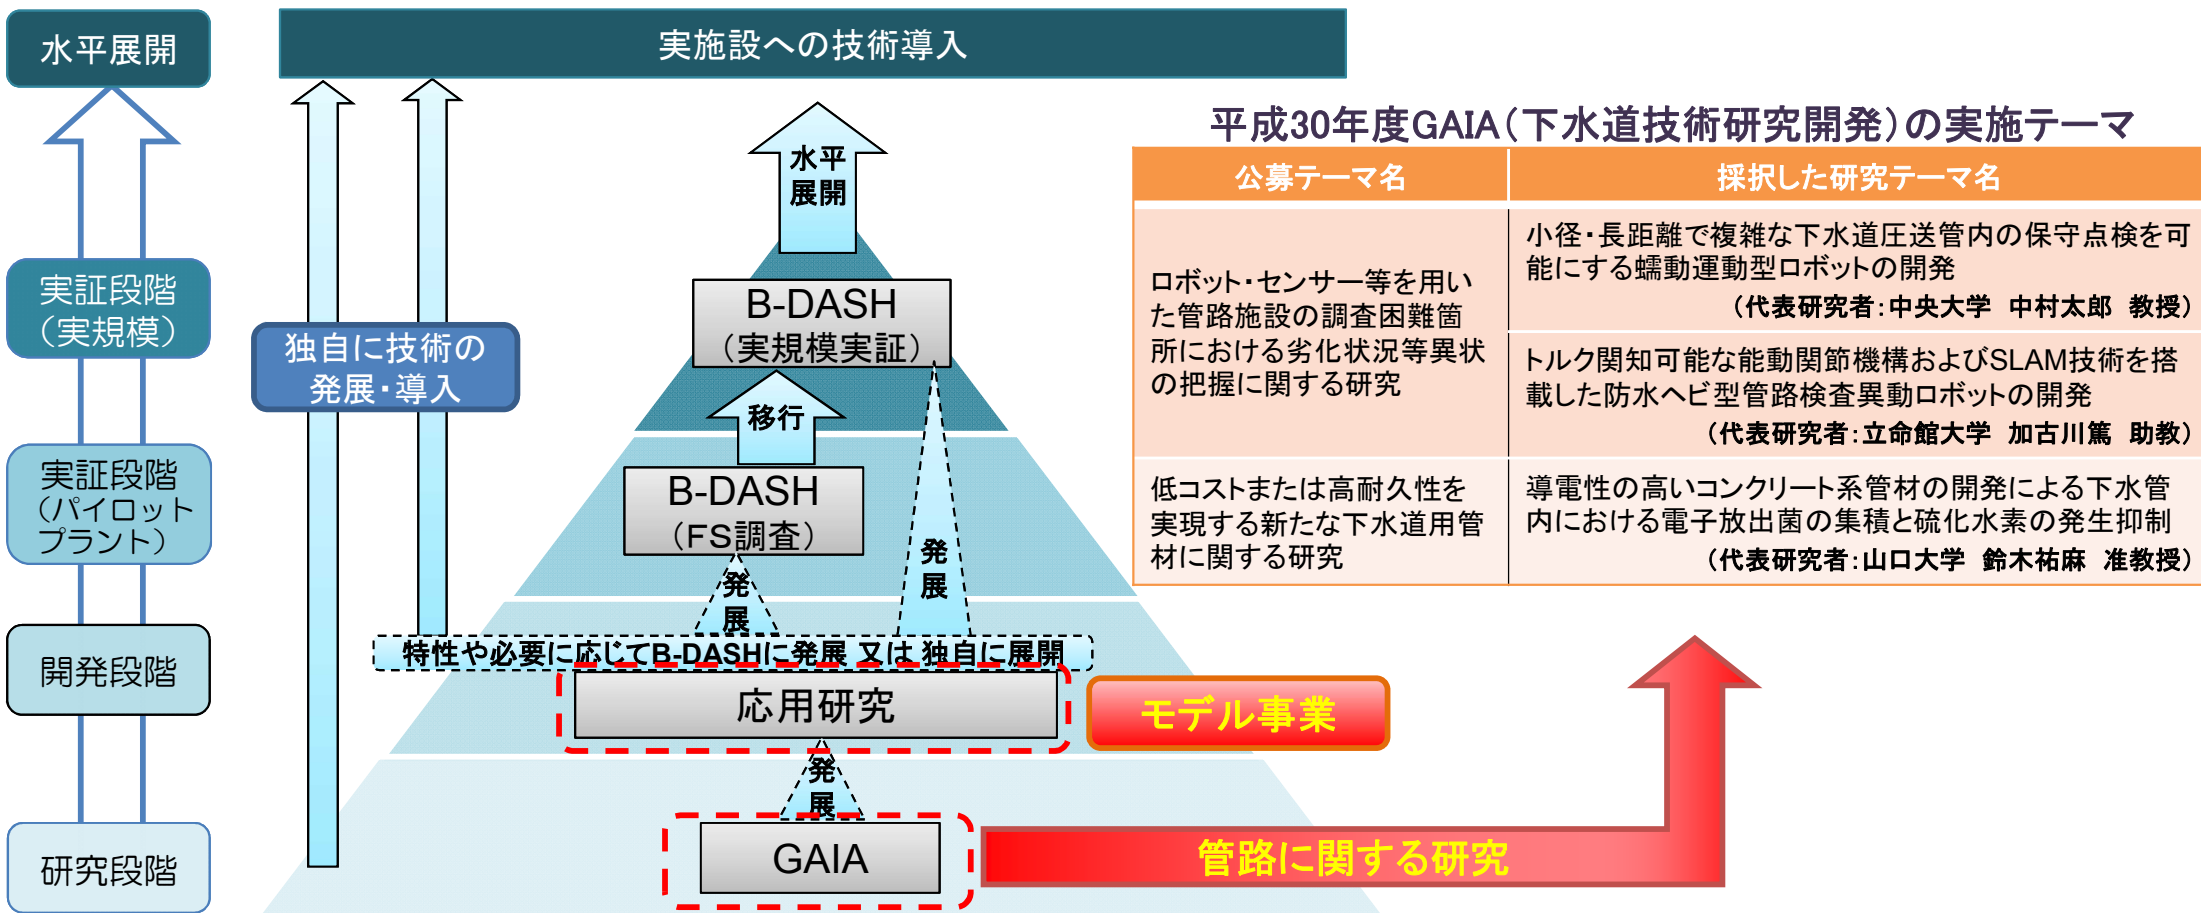 水平展開
実施設への技術導入
実証段階
（実規模）
独自に技術の
発展・導入
実証段階
（パイロット
プラント）
開発段階
研究段階
水平
展開
B-DASH
（実規模実証）
移行
B-DASH
（FS調査）
発
展
発
展
特性や必要に応じてB-DASHに発展 又は 独自に展開
応用研究
モデル事業
発
展
GAIA
管路に関する研究
平成30年度GAIA（下水道技術研究開発）の実施テーマ
公募テーマ名
採択した研究テーマ名
ロボット・センサー等を用い
た管路施設の調査困難箇
所における劣化状況等異状
の把握に関する研究
小径・長距離で複雑な下水道圧送管内の保守点検を可
能にする蠕動運動型ロボットの開発
（代表研究者：中央大学 中村太郎 教授）
トルク関知可能な能動関節機構およびSLAM技術を搭
載した防水ヘビ型管路検査異動ロボットの開発
（代表研究者：立命館大学 加古川篤 助教）
低コストまたは高耐久性を
実現する新たな下水道用管
材に関する研究
導電性の高いコンクリート系管材の開発による下水管
内における電子放出菌の集積と硫化水素の発生抑制
（代表研究者：山口大学 鈴木祐麻 准教授）